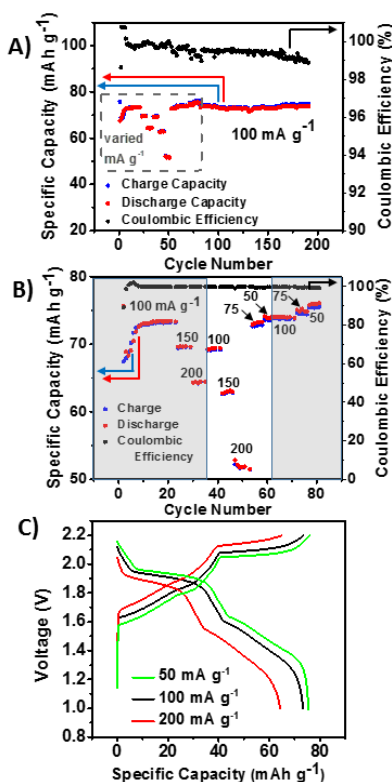 A)
Specific Capacity (mAh g⁻¹)
100
80
60
40
20
100
98
96
94
92
90
Coulombic Efficiency (%)
varied
mA g⁻¹
100 mA g⁻¹
Charge Capacity
Discharge Capacity
Coulombic Efficiency
0 50 100 150 200
Cycle Number
B)
Specific Capacity (mAh g⁻¹)
80
70
60
50
100
80
60
40
20
0
Coulombic Efficiency (%)
100 mA g⁻¹
150
200
100
150
200
75
50
100
75
50
Charge
Discharge
Coulombic
Efficiency
0 20 40 60 80
Cycle Number
C)
Voltage (V)
2.2
2.0
1.8
1.6
1.4
1.2
1.0
0.8
50 mA g⁻¹
100 mA g⁻¹
200 mA g⁻¹
0 20 40 60 80
Specific Capacity (mAh g⁻¹)